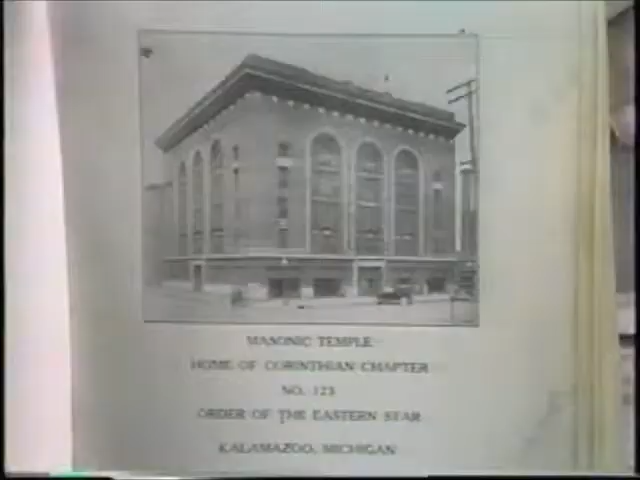 MASONIC TEMPLE
HOME OF CORINTHIAN CHAPTER
NO. 123
ORDER OF THE EASTERN STAR
KALAMAZOO, MICHIGAN